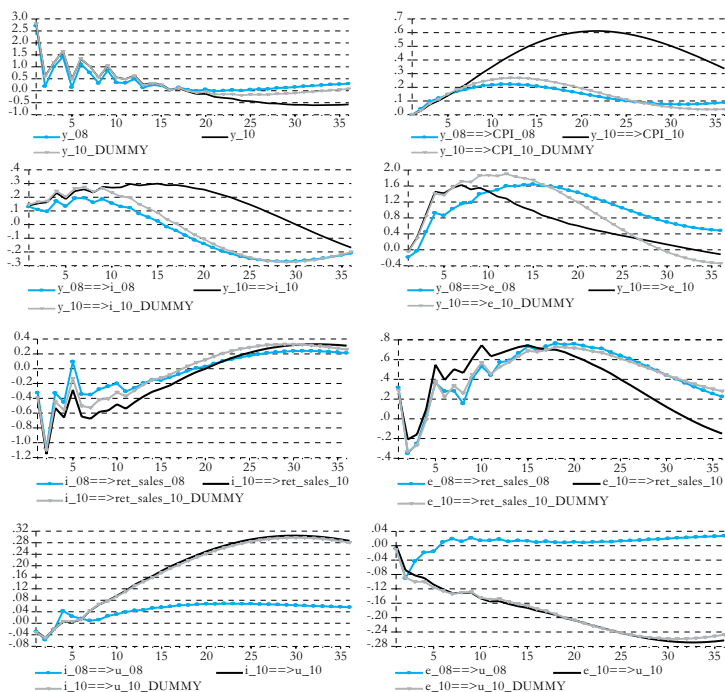 3.0
2.5
2.0
1.5
1.0
0.5
0.0
-0.5
-1.0
5 10 15 20 25 30 35
y_08 y_10
y_10_DUMMY
.7
.6
.5
.4
.3
.2
.1
.0
5 10 15 20 25 30 35
y_08==>CPI_08 y_10==>CPI_10
y_10==>CPI_10_DUMMY
.4
.3
.2
.1
.0
-.1
-.2
-.3
5 10 15 20 25 30 35
y_08==>i_08 y_10==>i_10
y_10==>i_10_DUMMY
2.0
1.6
1.2
0.8
0.4
0.0
-0.4
5 10 15 20 25 30 35
y_08==>e_08 y_10==>e_10
y_10==>e_10_DUMMY
0.4
0.2
0.0
-0.2
-0.4
-0.6
-0.8
-1.0
-1.2
5 10 15 20 25 30 35
i_08==>ret_sales_08 i_10==>ret_sales_10
i_10==>ret_sales_10_DUMMY
.8
.6
.4
.2
.0
-.2
-.4
5 10 15 20 25 30 35
e_08==>ret_sales_08 e_10==>ret_sales_10
e_10==>ret_sales_10_DUMMY
.32
.28
.24
.20
.16
.12
.08
.04
.00
-.04
-.08
5 10 15 20 25 30 35
i_08==>u_08 i_10==>u_10
i_10==>u_10_DUMMY
.04
.00
-.04
-.08
-.12
-.16
-.20
-.24
-.28
5 10 15 20 25 30 35
e_08==>u_08 e_10==>u_10
e_10==>u_10_DUMMY